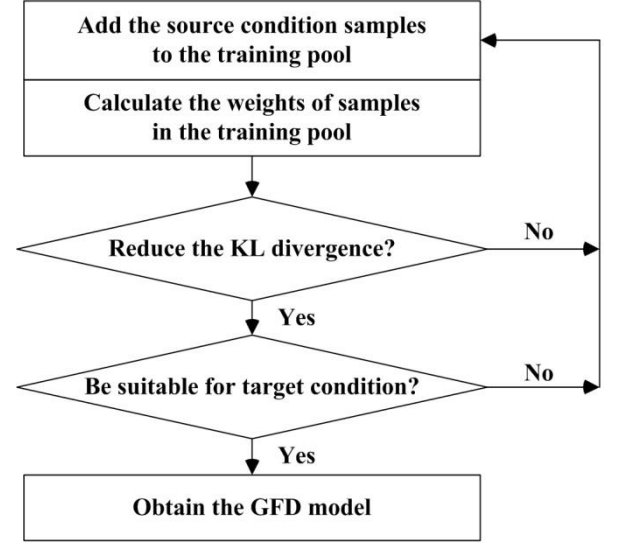 Add the source condition samples
to the training pool
Calculate the weights of samples
in the training pool
Reduce the KL divergence?
No
Yes
Be suitable for target condition?
No
Yes
Obtain the GFD model